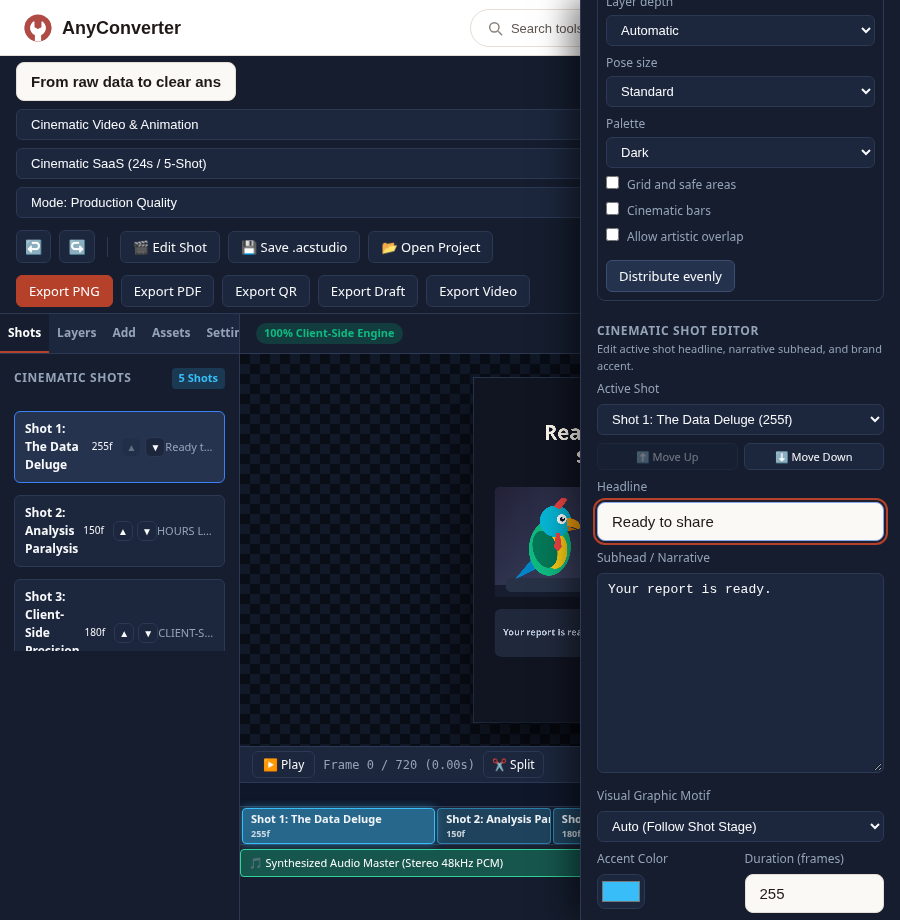 AnyConverter
Search tools
From raw data to clear ans
Cinematic Video & Animation
Cinematic SaaS (24s / 5-Shot)
Mode: Production Quality
Edit Shot
Save .acstudio
Open Project
Export PNG
Export PDF
Export QR
Export Draft
Export Video
Shots
Layers
Add
Assets
Settin
100% Client-Side Engine
CINEMATIC SHOTS
5 Shots
Shot 1:
The Data
Deluge
255f
Ready t...
Shot 2:
Analysis
Paralysis
150f
HOURS L...
Shot 3:
Client-
Side
Precision
180f
CLIENT-S...
Rea
S
Your report is rea
Play
Frame 0 / 720 (0.00s)
Split
Shot 1: The Data Deluge
255f
Shot 2: Analysis Par
150f
Sho
180f
Synthesized Audio Master (Stereo 48kHz PCM)
Layer depth
Automatic
Pose size
Standard
Palette
Dark
Grid and safe areas
Cinematic bars
Allow artistic overlap
Distribute evenly
CINEMATIC SHOT EDITOR
Edit active shot headline, narrative subhead, and brand
accent.
Active Shot
Shot 1: The Data Deluge (255f)
Move Up
Move Down
Headline
Ready to share
Subhead / Narrative
Your report is ready.
Visual Graphic Motif
Auto (Follow Shot Stage)
Accent Color
Duration (frames)
255